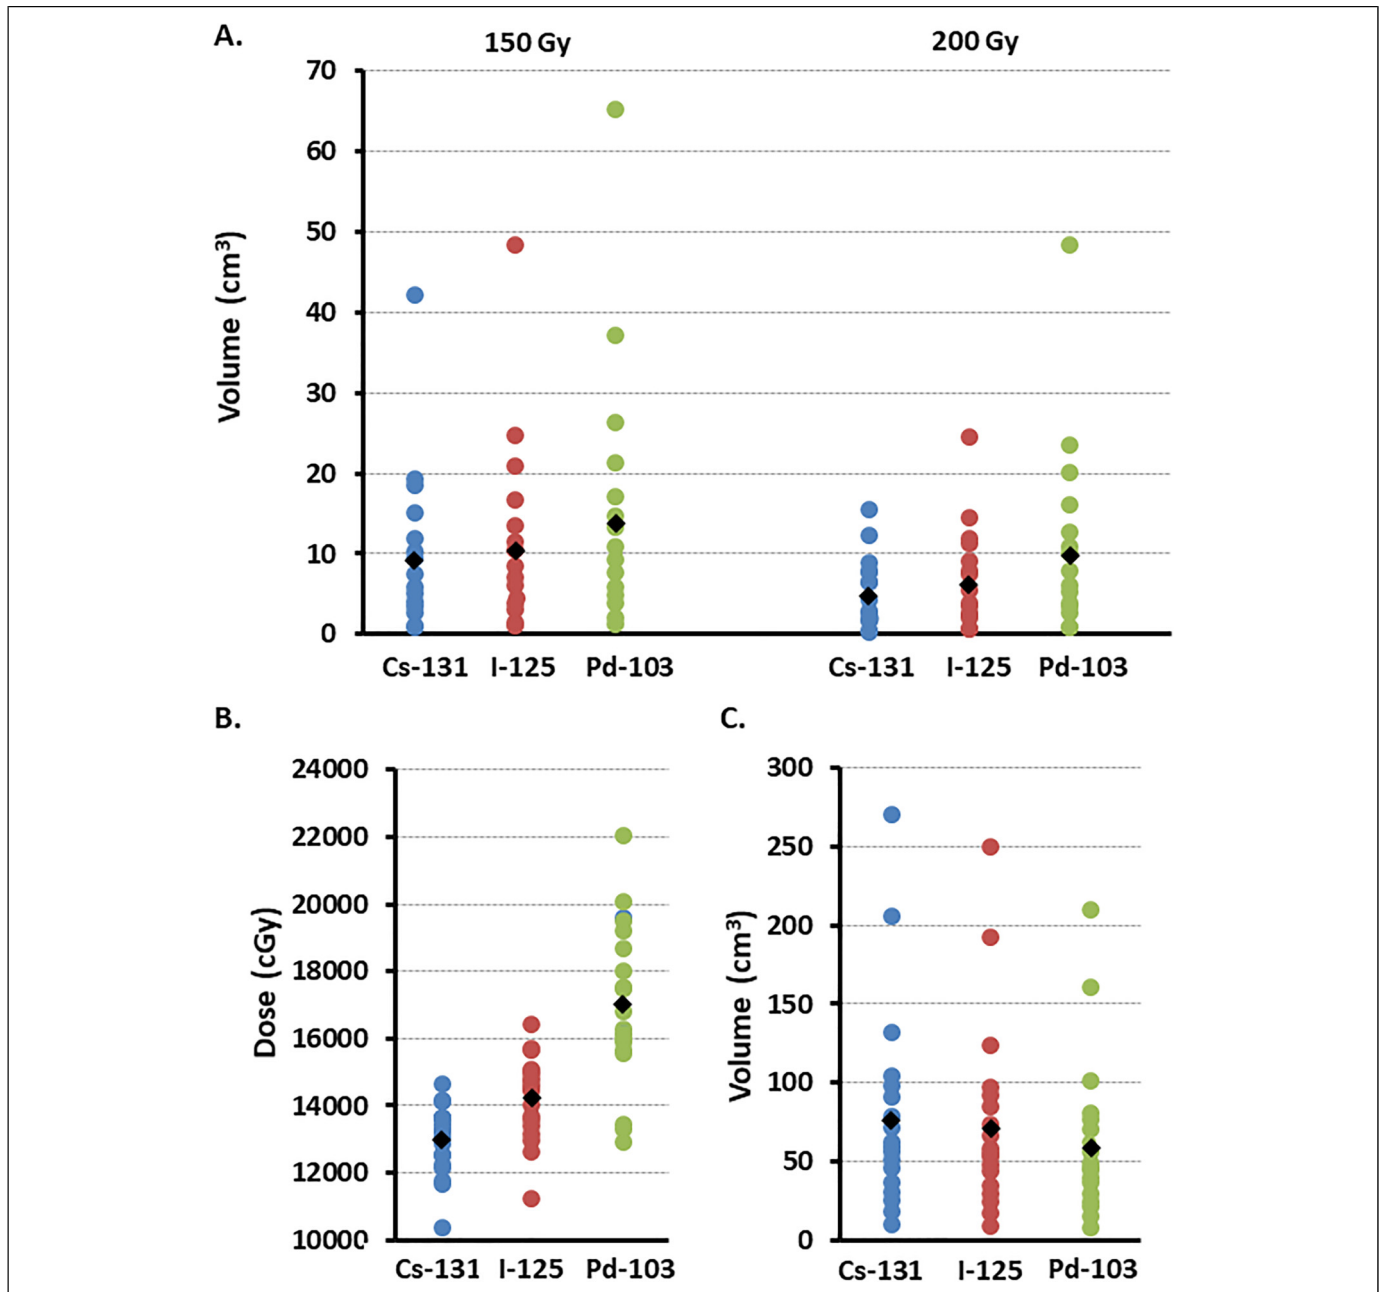 A.
150 Gy
200 Gy
Volume (cm³)
70
60
50
40
30
20
10
0
Cs-131 I-125 Pd-103
Cs-131 I-125 Pd-103
B.
Dose (cGy)
24000
22000
20000
18000
16000
14000
12000
10000
Cs-131 I-125 Pd-103
C.
Volume (cm³)
300
250
200
150
100
50
0
Cs-131 I-125 Pd-103